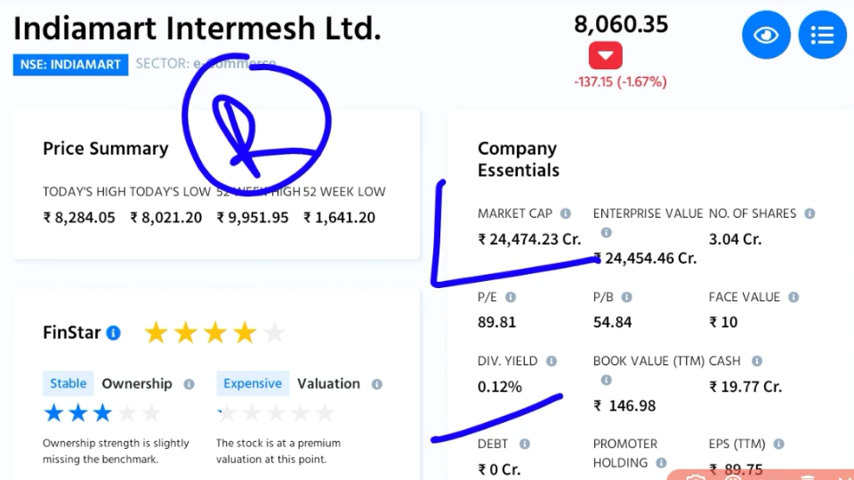 Indiamart Intermesh Ltd.
8,060.35
NSE: INDIAMART SECTOR: e-Commerce
-137.15 (-1.67%)
Price Summary
TODAY'S HIGH TODAY'S LOW 52 WEEK HIGH 52 WEEK LOW
₹ 8,284.05 ₹ 8,021.20 ₹ 9,951.95 ₹ 1,641.20
Company
Essentials
MARKET CAP ENTERPRISE VALUE NO. OF SHARES
₹ 24,474.23 Cr. ₹ 24,454.46 Cr. 3.04 Cr.
P/E P/B FACE VALUE
89.81 54.84 ₹ 10
DIV. YIELD BOOK VALUE (TTM) CASH
0.12% ₹ 146.98 ₹ 19.77 Cr.
DEBT PROMOTER HOLDING EPS (TTM)
₹ 0 Cr. ₹ 89.75
FinStar
Stable Ownership Expensive Valuation
Ownership strength is slightly
missing the benchmark.
The stock is at a premium
valuation at this point.